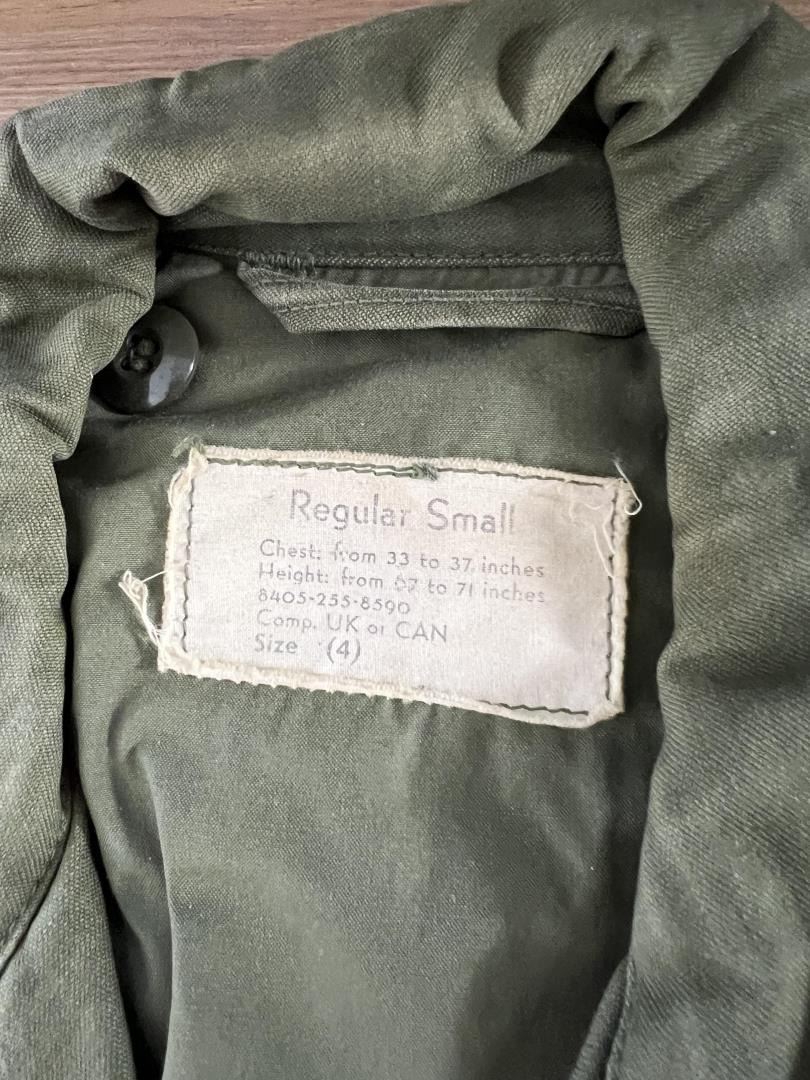 Regular Small
Chest: from 33 to 37 inches
Height: from 67 to 71 inches
8405-255-8590
Comp. UK or CAN
Size (4)